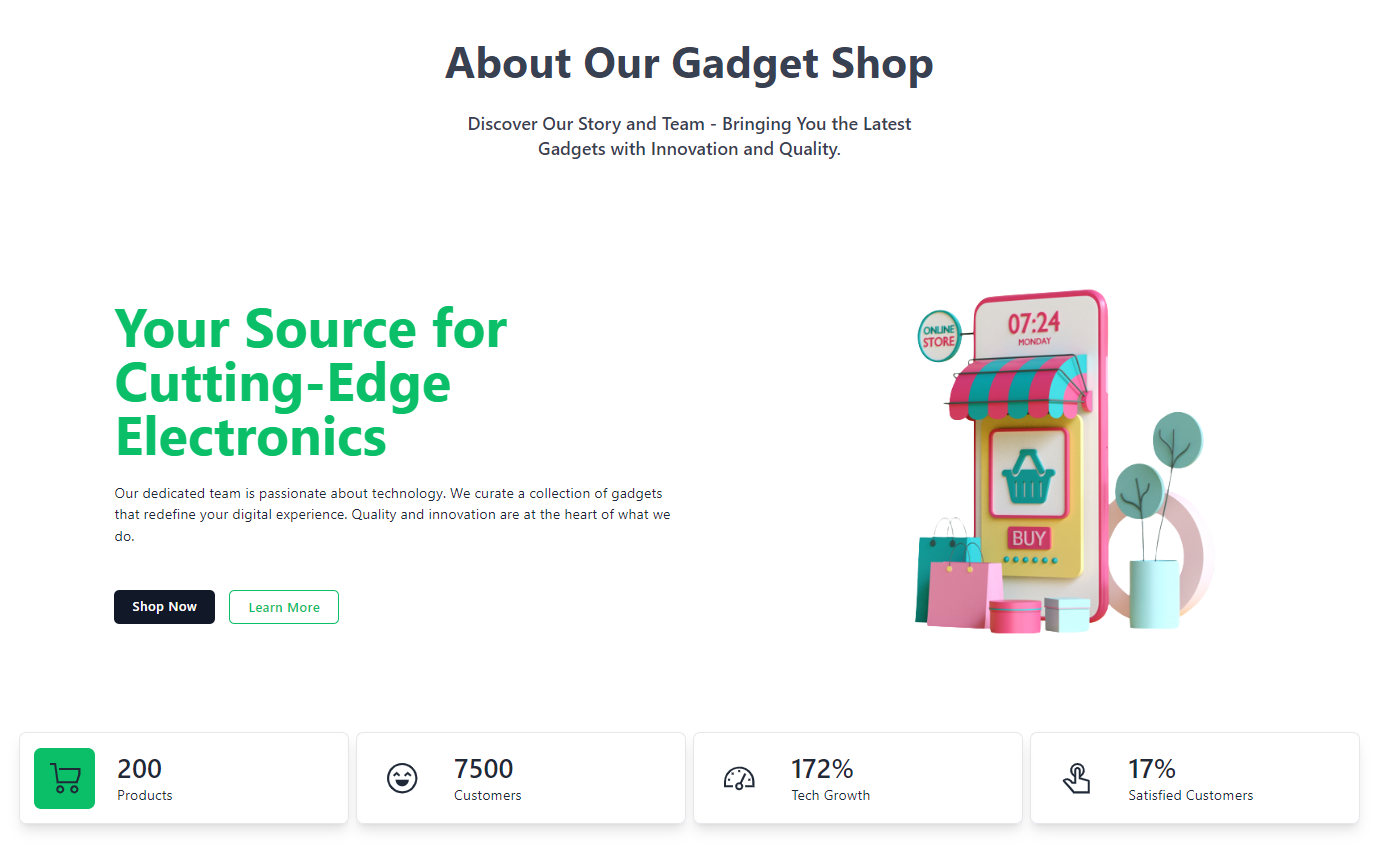 About Our Gadget Shop
Discover Our Story and Team - Bringing You the Latest
Gadgets with Innovation and Quality.
Your Source for
Cutting-Edge
Electronics
Our dedicated team is passionate about technology. We curate a collection of gadgets
that redefine your digital experience. Quality and innovation are at the heart of what we
do.
Shop Now
Learn More
ONLINE
STORE
07:24
MONDAY
BUY
200
Products
7500
Customers
172%
Tech Growth
17%
Satisfied Customers